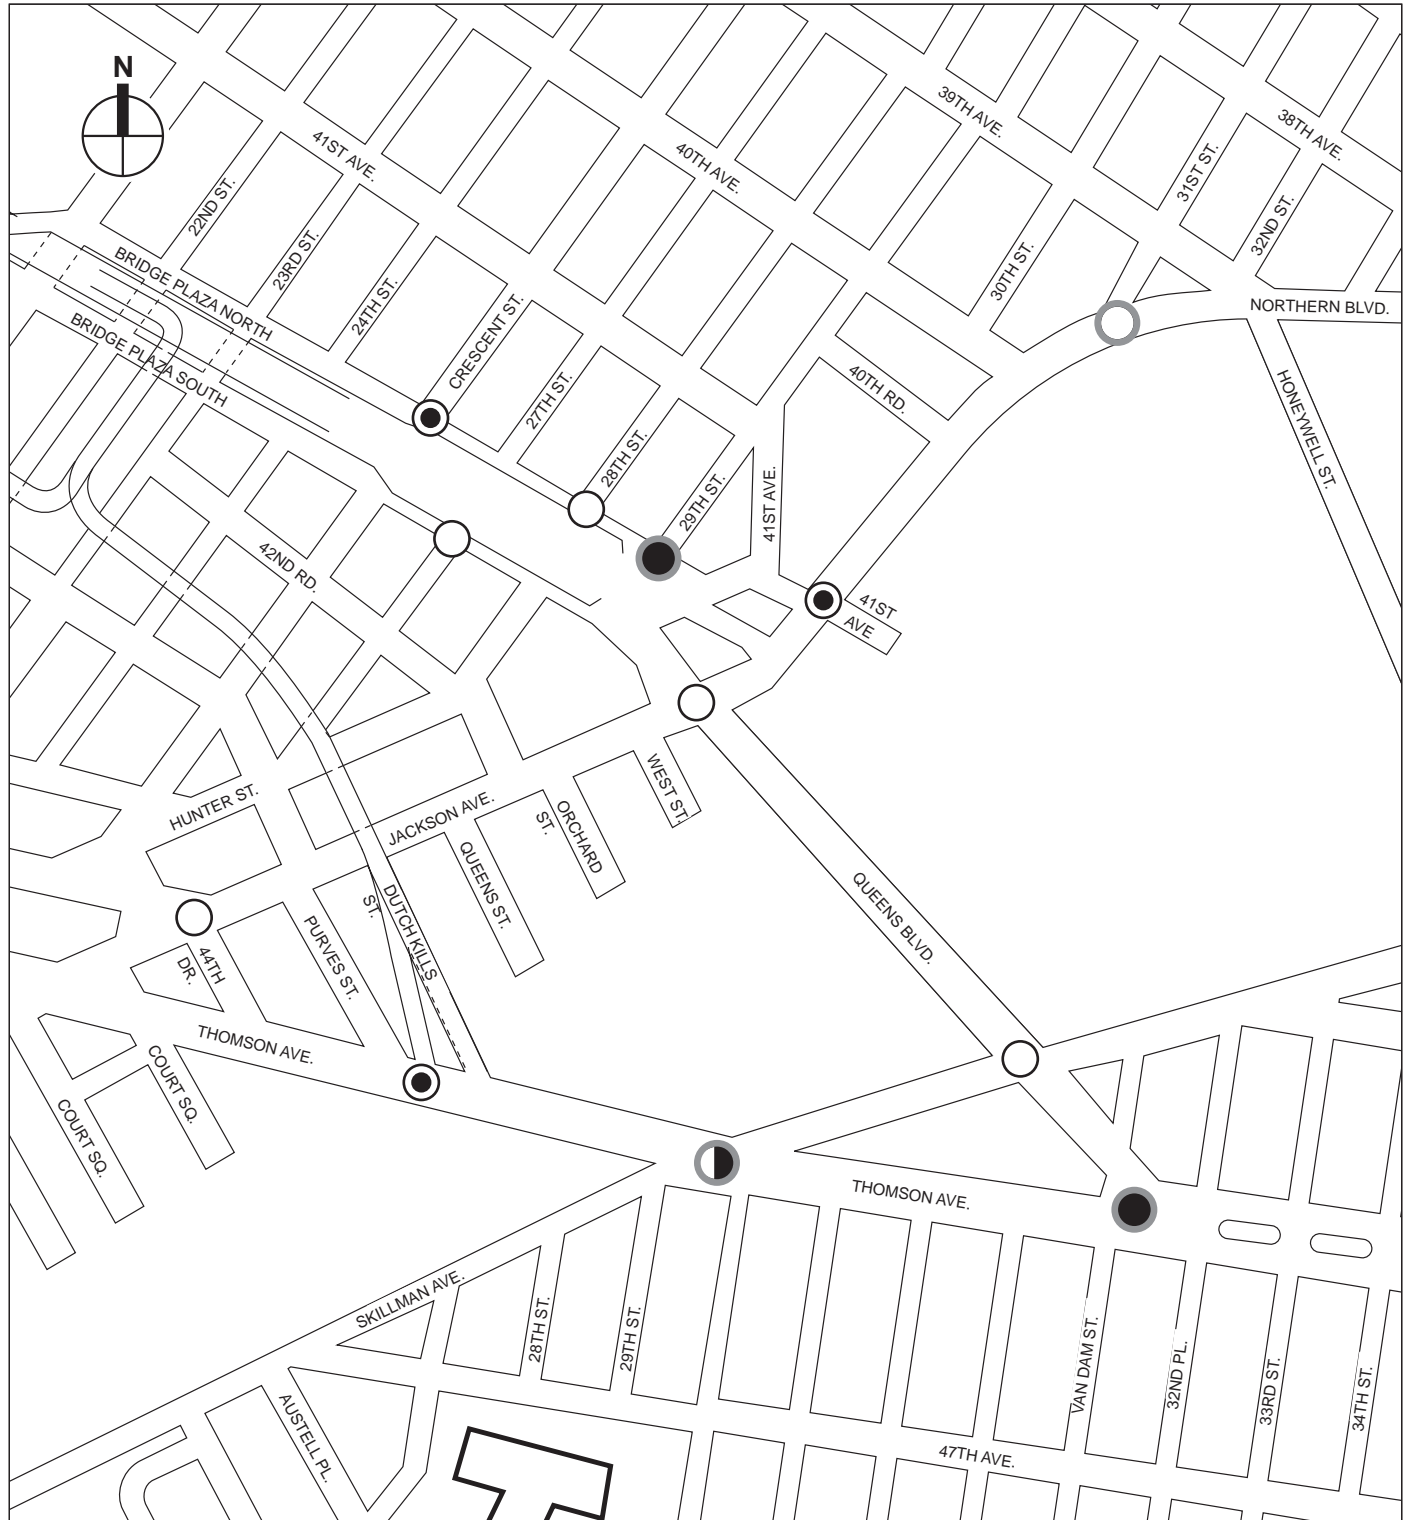 N
39TH AVE.
38TH AVE.
41ST AVE.
40TH AVE.
31ST ST.
22ND ST.
32ND ST.
23RD ST.
30TH ST.
BRIDGE PLAZA NORTH
24TH ST.
NORTHERN BLVD.
CRESCENT ST.
BRIDGE PLAZA SOUTH
27TH ST.
40TH RD.
HONEYWELL ST.
28TH ST.
29TH ST.
41ST AVE.
42ND RD.
41ST
AVE
HUNTER ST.
WEST ST.
JACKSON AVE.
ORCHARD
ST.
QUEENS ST.
DUTCH KILLS
ST.
QUEENS BLVD.
PURVES ST.
44TH
DR.
THOMSON AVE.
COURT SQ.
COURT SQ.
THOMSON AVE.
SKILLMAN AVE.
28TH ST.
29TH ST.
VAN DAM ST.
32ND PL.
33RD ST.
34TH ST.
AUSTELL PL.
47TH AVE.